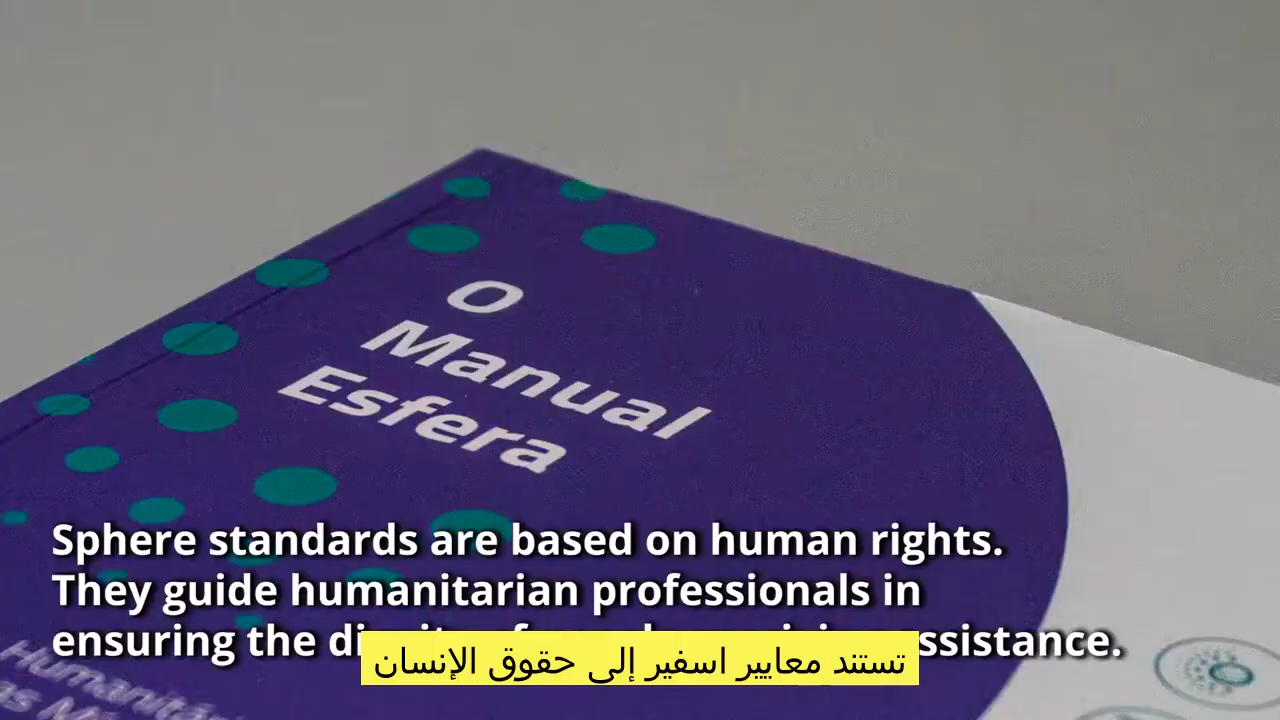 O
Manual
Esfera
Sphere standards are based on human rights.
They guide humanitarian professionals in
ensuring the ssistance.
تستند معايير اسفير إلى حقوق الإنسان